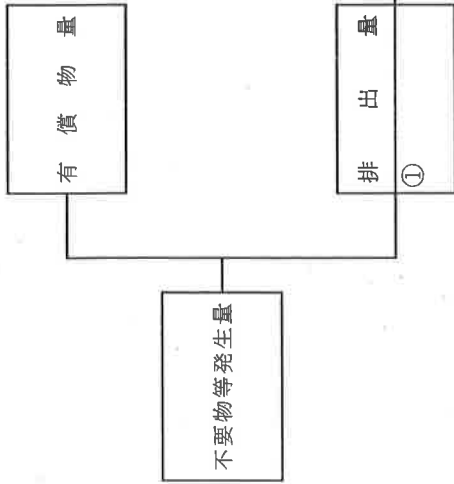 有償物量
不要物等発生量
排出量
①